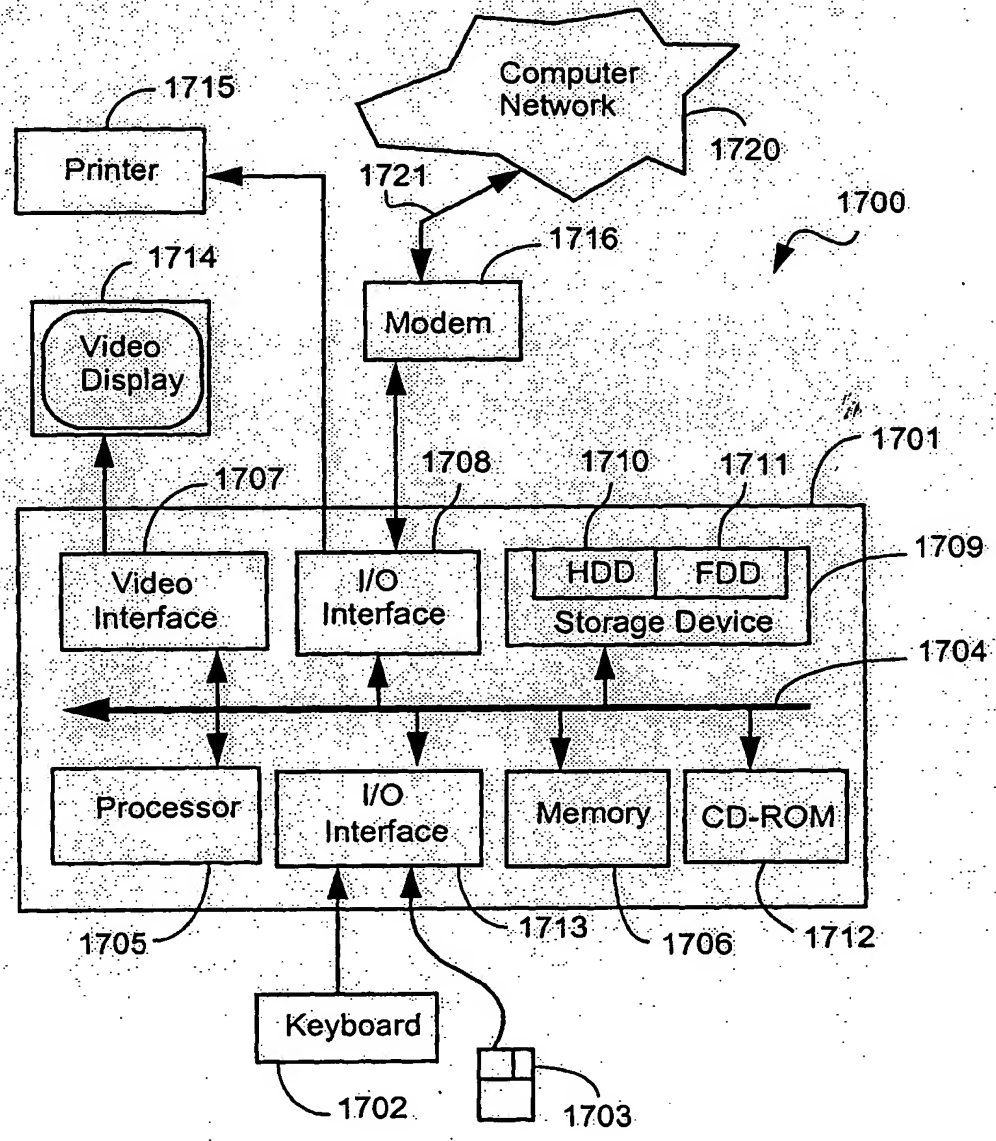 1715
Printer
Computer
Network
1720
1721
1700
1716
Modem
1714
Video
Display
1701
1707
1708
1710
1711
1709
Video
Interface
I/O
Interface
HDD
FDD
Storage Device
1704
Processor
I/O
Interface
Memory
CD-ROM
1705
1713
1706
1712
Keyboard
1702
1703